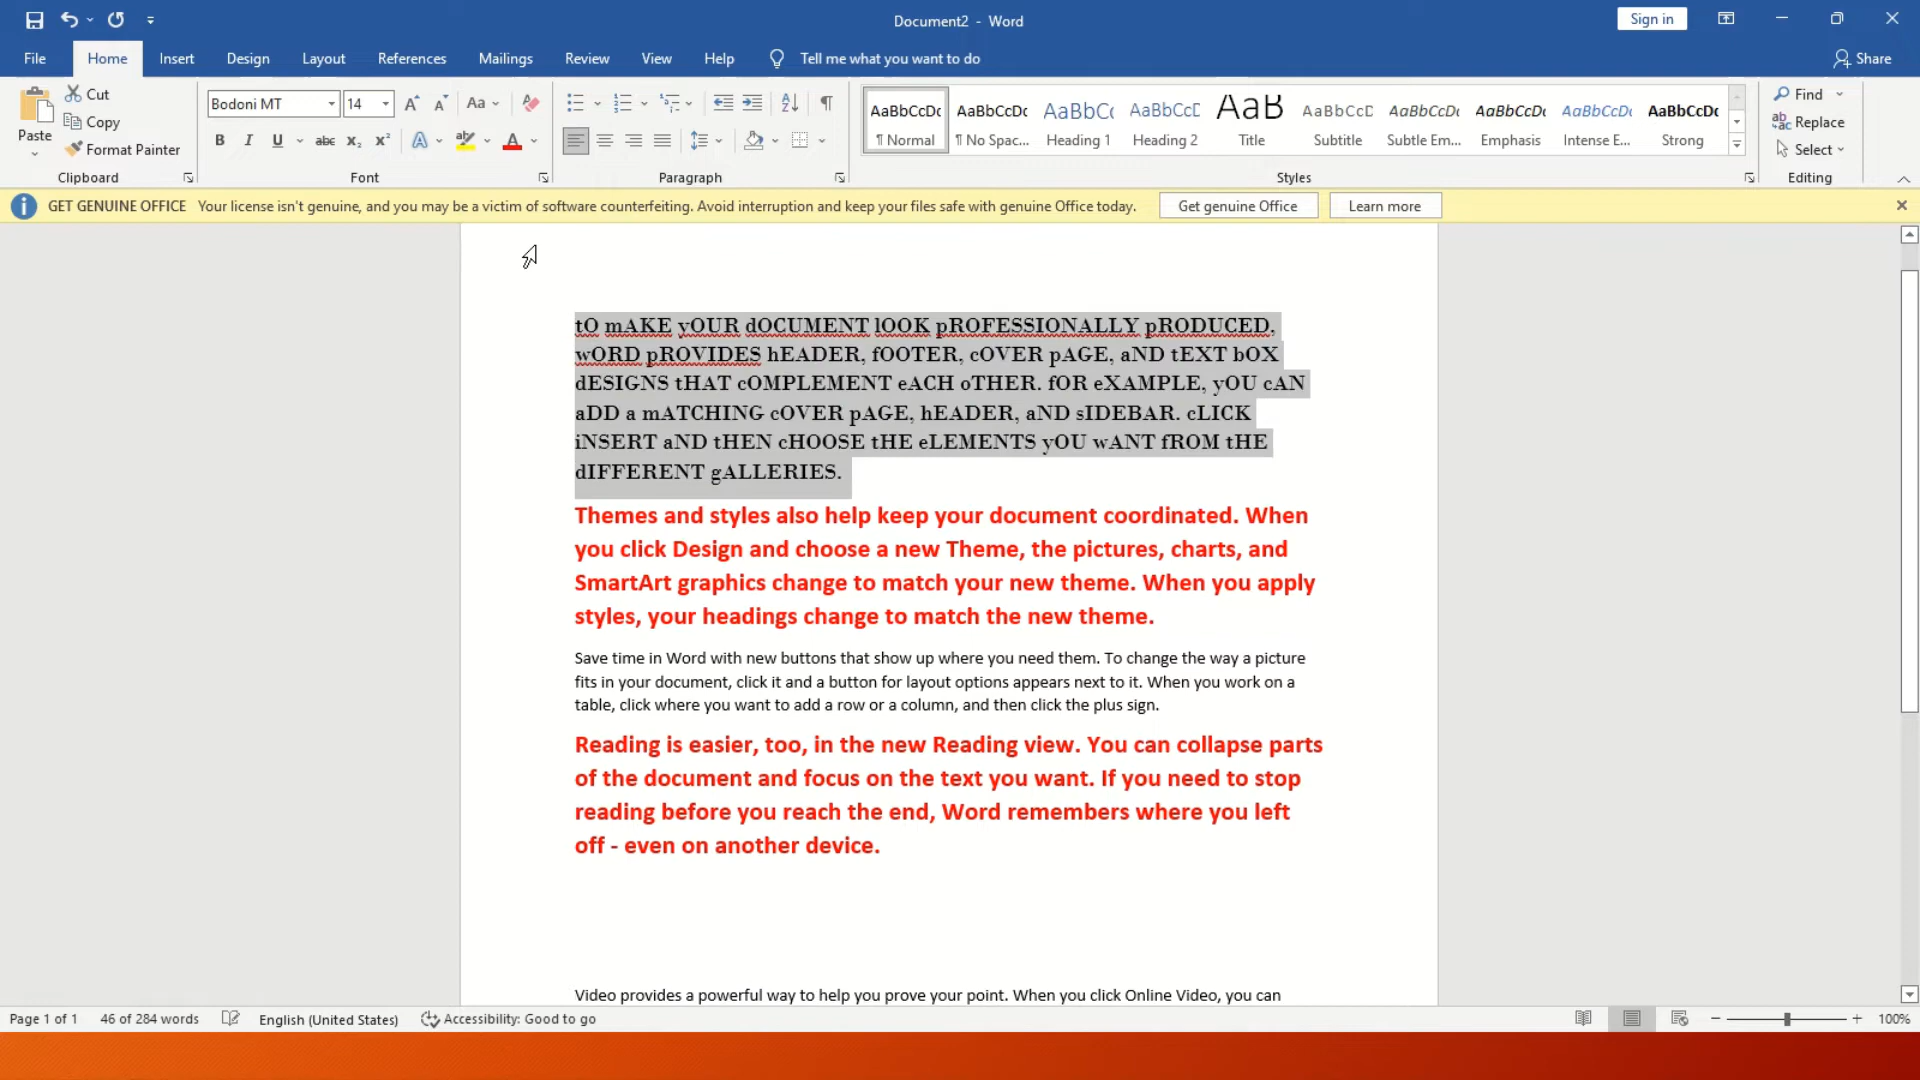 Document2 - Word
Sign in
File Home Insert Design Layout References Mailings Review View Help Tell me what you want to do Share
Paste
Cut
Copy
Format Painter
Clipboard
Bodoni MT 14 Aa
B I U abc x₂ x² A A
Font
Paragraph
AaBbCcDc AaBbCcDc AaBbCc AaBbCcD AaB AaBbCcD AaBbCcDc AaBbCcDc AaBbCcDc AaBbCcDc
¶ Normal ¶ No Spac... Heading 1 Heading 2 Title Subtitle Subtle Em... Emphasis Intense E... Strong
Styles
Find
Replace
Select
Editing
GET GENUINE OFFICE Your license isn't genuine, and you may be a victim of software counterfeiting. Avoid interruption and keep your files safe with genuine Office today. Get genuine Office Learn more
tO mAKE yOUR dOCUMENT lOOK pROFESSIONALLY pRODUCED,
wORD pROVIDES hEADER, fOOTER, cOVER pAGE, aND tEXT bOX
dESIGNS tHAT cOMPLEMENT eACH oTHER. fOR eXAMPLE, yOU cAN
aDD a mATCHING cOVER pAGE, hEADER, aND sIDEBAR. cLICK
iNSERT aND tHEN cHOOSE tHE eLEMENTS yOU wANT fROM tHE
dIFFERENT gALLERIES.
Themes and styles also help keep your document coordinated. When
you click Design and choose a new Theme, the pictures, charts, and
SmartArt graphics change to match your new theme. When you apply
styles, your headings change to match the new theme.
Save time in Word with new buttons that show up where you need them. To change the way a picture
fits in your document, click it and a button for layout options appears next to it. When you work on a
table, click where you want to add a row or a column, and then click the plus sign.
Reading is easier, too, in the new Reading view. You can collapse parts
of the document and focus on the text you want. If you need to stop
reading before you reach the end, Word remembers where you left
off - even on another device.
Video provides a powerful way to help you prove your point. When you click Online Video, you can
Page 1 of 1 46 of 284 words English (United States) Accessibility: Good to go 100%